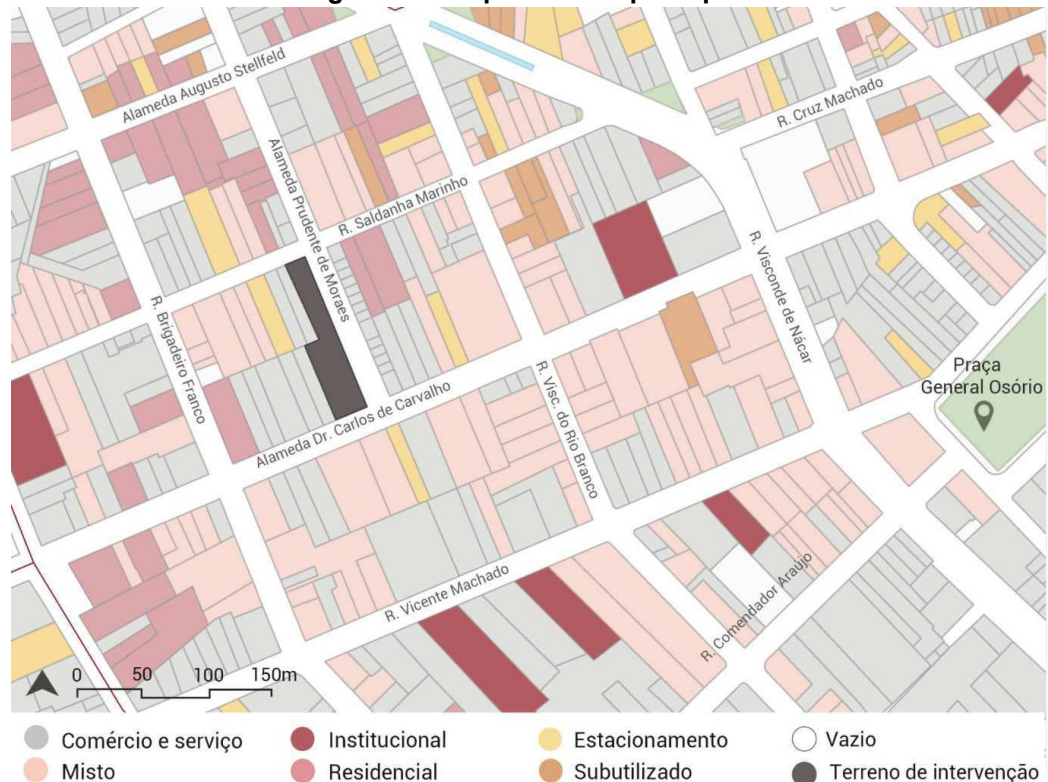 Alameda Augusto Stellfeld
R. Cruz Machado
Alameda Prudente de Moraes
R. Saldanha Marinho
R. Visconde de Nácar
R. Brigadeiro Franco
Praça
General Osório
R. Visc. do Rio Branco
Alameda Dr. Carlos de Carvalho
R. Vicente Machado
R. Comendador Araújo
0 50 100 150m
Comércio e serviço
Institucional
Estacionamento
Vazio
Misto
Residencial
Subutilizado
Terreno de intervenção